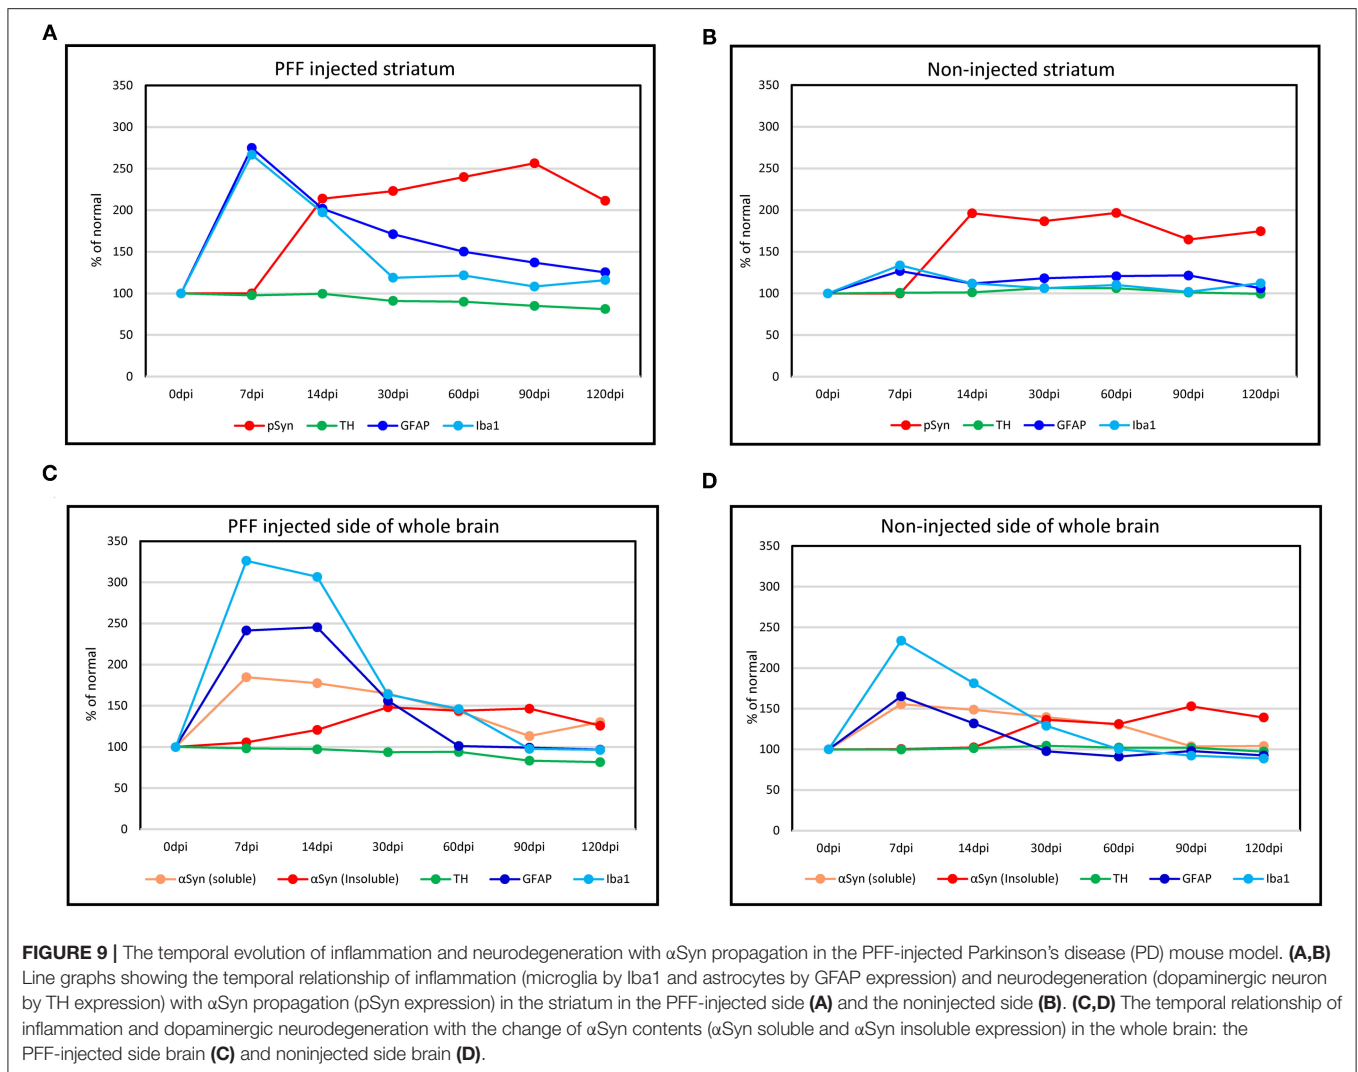 A
PFF injected striatum
% of normal
350
300
250
200
150
100
50
0
0dpi 7dpi 14dpi 30dpi 60dpi 90dpi 120dpi
pSyn TH GFAP Iba1
B
Non-injected striatum
% of normal
350
300
250
200
150
100
50
0
0dpi 7dpi 14dpi 30dpi 60dpi 90dpi 120dpi
pSyn TH GFAP Iba1
C
PFF injected side of whole brain
% of normal
350
300
250
200
150
100
50
0
0dpi 7dpi 14dpi 30dpi 60dpi 90dpi 120dpi
αSyn (soluble) αSyn (Insoluble) TH GFAP Iba1
D
Non-injected side of whole brain
% of normal
350
300
250
200
150
100
50
0
0dpi 7dpi 14dpi 30dpi 60dpi 90dpi 120dpi
αSyn (soluble) αSyn (Insoluble) TH GFAP Iba1
FIGURE 9 | The temporal evolution of inflammation and neurodegeneration with αSyn propagation in the PFF-injected Parkinson's disease (PD) mouse model. (A,B)
Line graphs showing the temporal relationship of inflammation (microglia by Iba1 and astrocytes by GFAP expression) and neurodegeneration (dopaminergic neuron
by TH expression) with αSyn propagation (pSyn expression) in the striatum in the PFF-injected side (A) and the noninjected side (B). (C,D) The temporal relationship of
inflammation and dopaminergic neurodegeneration with the change of αSyn contents (αSyn soluble and αSyn insoluble expression) in the whole brain: the
PFF-injected side brain (C) and noninjected side brain (D).